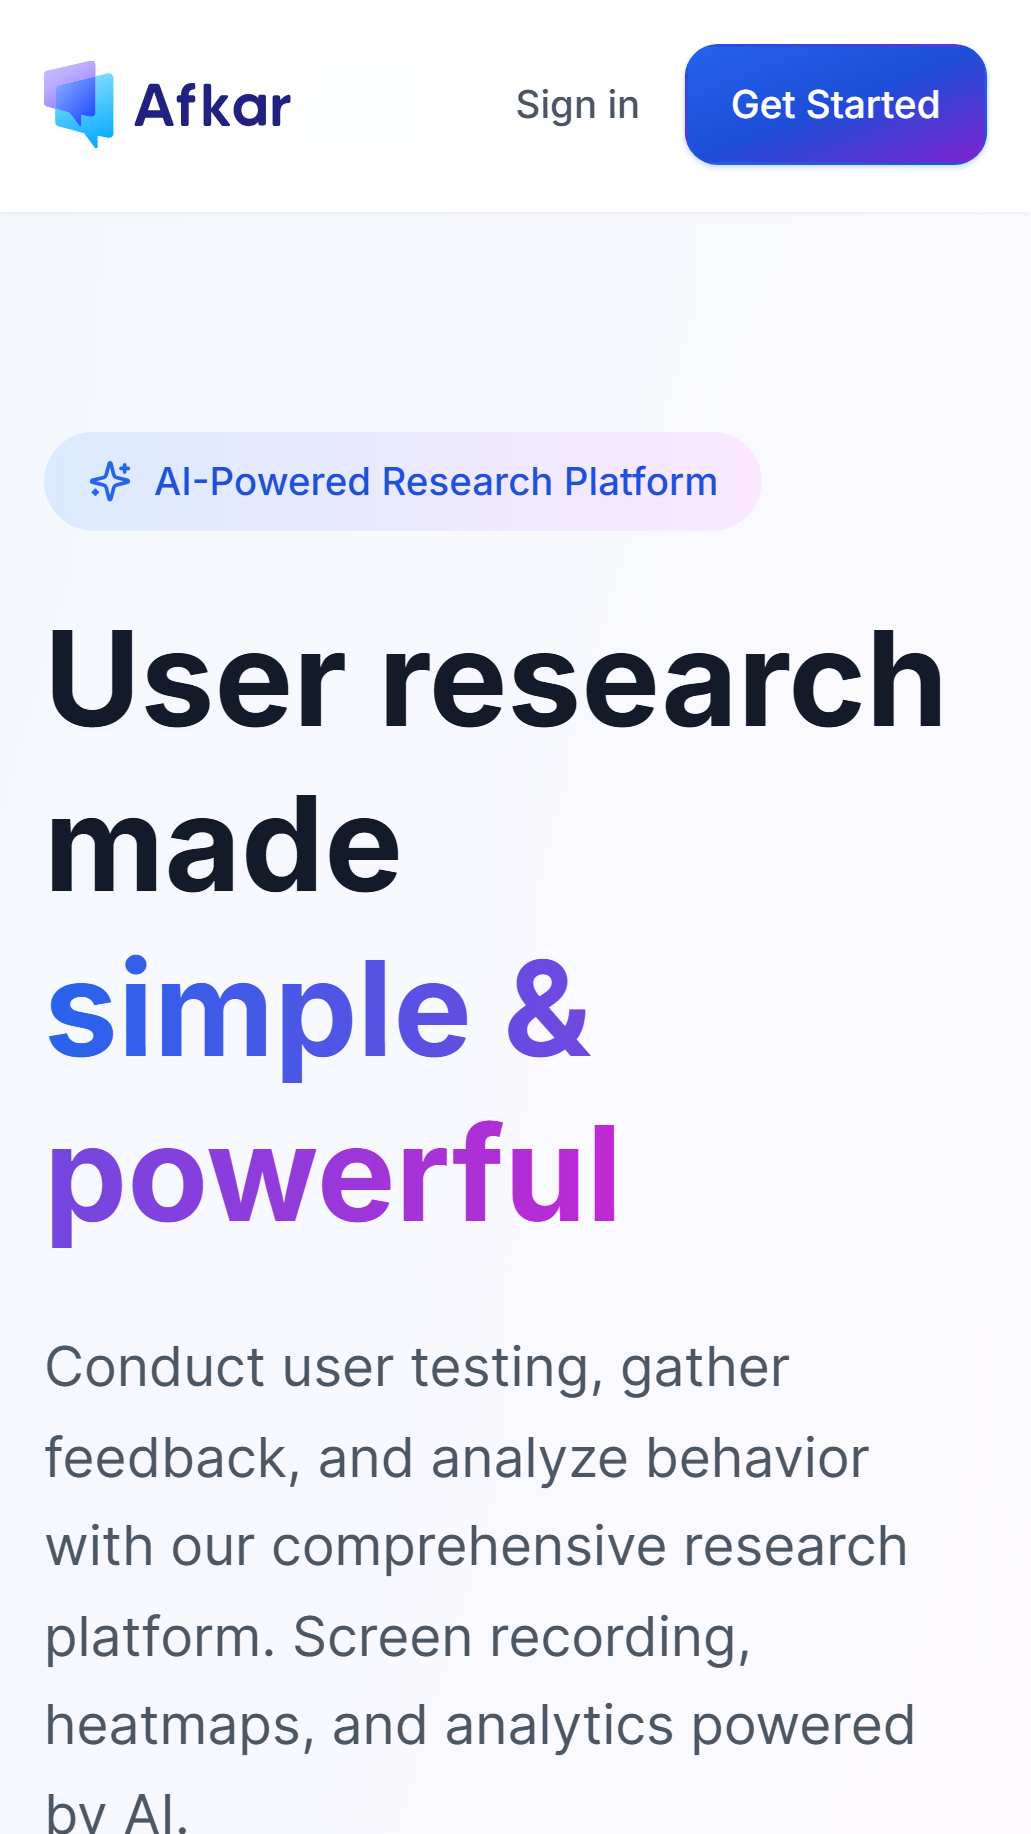 Afkar
Sign in
Get Started
AI-Powered Research Platform
User research
made
simple &
powerful
Conduct user testing, gather
feedback, and analyze behavior
with our comprehensive research
platform. Screen recording,
heatmaps, and analytics powered
by AI.